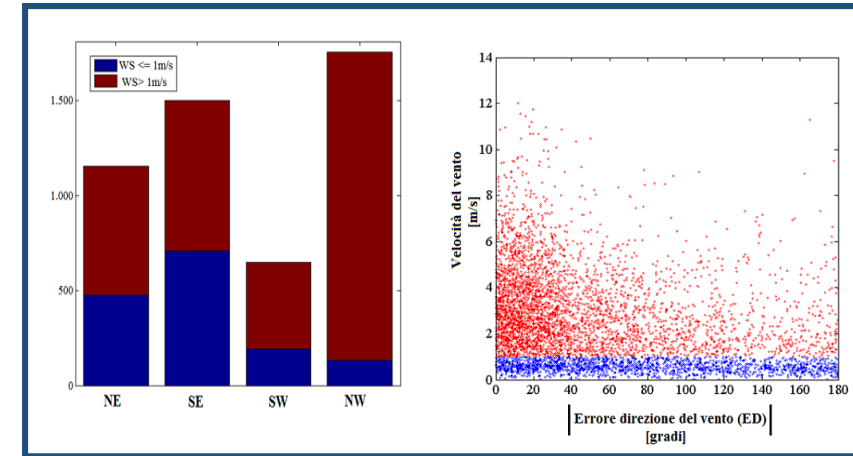 WS <= 1m/s
WS> 1m/s
1.500
1.000
500
0
NE SE SW NW
Velocità del vento
[m/s]
14
12
10
8
6
4
2
0
0 20 40 60 80 100 120 140 160 180
Errore direzione del vento (ED)
[gradi]